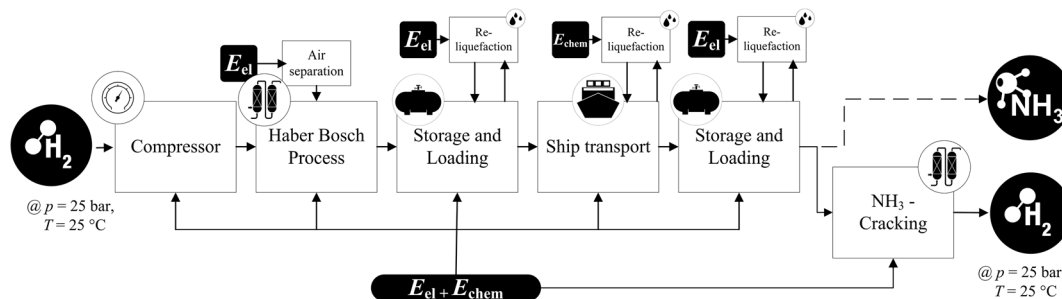 E_el
Re-
liquefaction
E_chem
Re-
liquefaction
E_el
Re-
liquefaction
E_el
Air
separation
H2
Compressor
Haber Bosch
Process
Storage and
Loading
Ship transport
Storage and
Loading
NH3
@ p = 25 bar,
T = 25 °C
NH3 -
Cracking
H2
E_el + E_chem
@ p = 25 bar
T = 25 °C